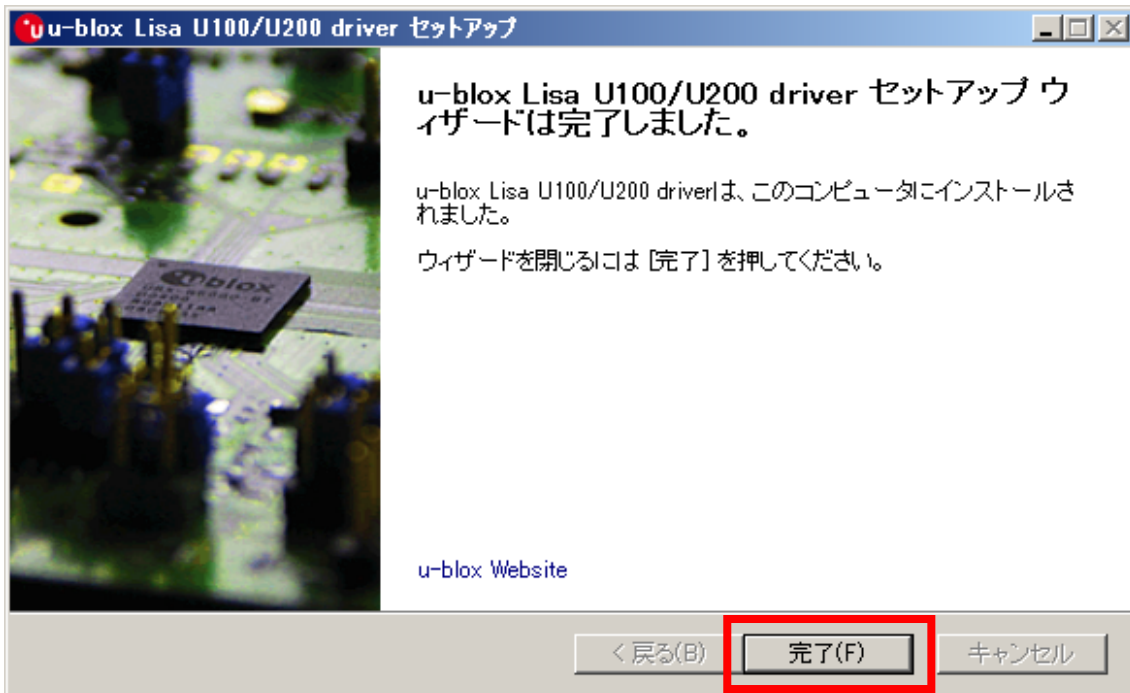 u-blox Lisa U100/U200 driver セットアップ
u-blox Lisa U100/U200 driver セットアップ ウ
ィザードは完了しました。
u-blox Lisa U100/U200 driverは、このコンピュータにインストールさ
れました。
ウィザードを閉じるには [完了] を押してください。
blox
u-blox Website
< 戻る(B)
完了(F)
キャンセル